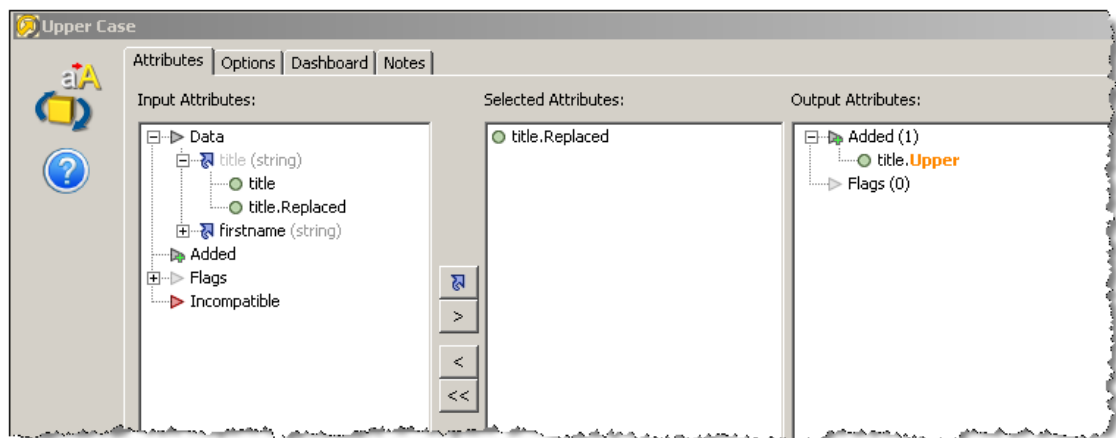 Upper Case
Attributes Options Dashboard Notes
Input Attributes: Selected Attributes: Output Attributes:
Data
title (string)
title
title.Replaced
firstname (string)
Added
Flags
Incompatible
title.Replaced
Added (1)
title.Upper
Flags (0)
>
<
<<
aA
?